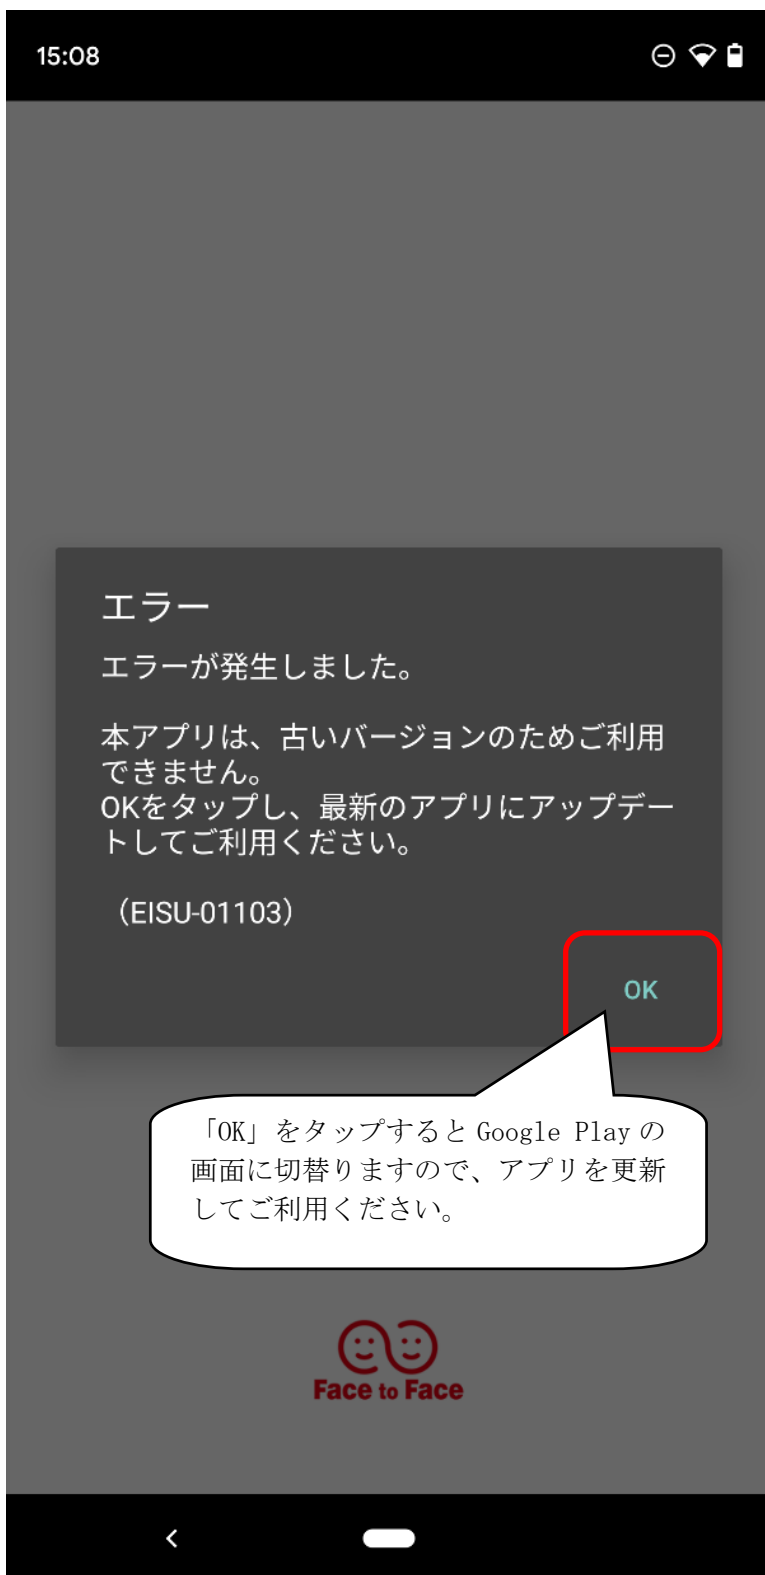 15:08
エラー
エラーが発生しました。
本アプリは、古いバージョンのためご利用
できません。
OKをタップし、最新のアプリにアップデー
トしてご利用ください。
（EISU-01103）
OK
「OK」をタップすると Google Play の
画面に切替りますので、アプリを更新
してご利用ください。
Face to Face